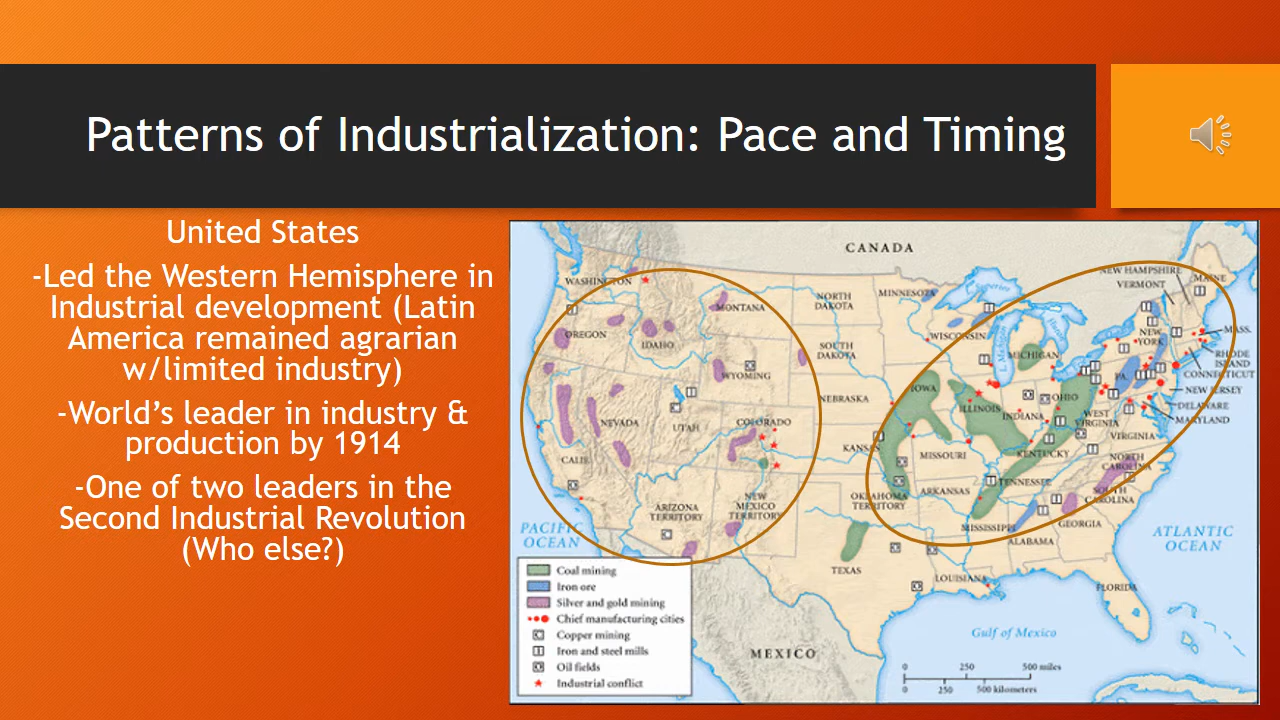 Patterns of Industrialization: Pace and Timing
United States
-Led the Western Hemisphere in
Industrial development (Latin
America remained agrarian
w/limited industry)
-World’s leader in industry &
production by 1914
-One of two leaders in the
Second Industrial Revolution
(Who else?)
CANADA
WASHINGTON
MONTANA
NORTH
DAKOTA
MINNESOTA
L. Superior
NEW HAMPSHIRE
VERMONT
MAINE
OREGON
IDAHO
WYOMING
SOUTH
DAKOTA
WISCONSIN
L. Michigan
MICHIGAN
NEW
YORK
MASS.
RHODE
ISLAND
CONNECTICUT
NEW JERSEY
DELAWARE
MARYLAND
NEBRASKA
IOWA
ILLINOIS
INDIANA
OHIO
PA.
WEST
VIRGINIA
VIRGINIA
NEVADA
UTAH
COLORADO
KANSAS
MISSOURI
KENTUCKY
CALIF.
ARIZONA
TERRITORY
NEW
MEXICO
TERRITORY
OKLAHOMA
TERRITORY
ARKANSAS
TENNESSEE
NORTH
CAROLINA
SOUTH
CAROLINA
PACIFIC
OCEAN
TEXAS
LOUISIANA
MISSISSIPPI
ALABAMA
GEORGIA
FLORIDA
ATLANTIC
OCEAN
Gulf of Mexico
MEXICO
Coal mining
Iron ore
Silver and gold mining
Chief manufacturing cities
Copper mining
Iron and steel mills
Oil fields
Industrial conflict
0 250 500 miles
0 250 500 kilometers